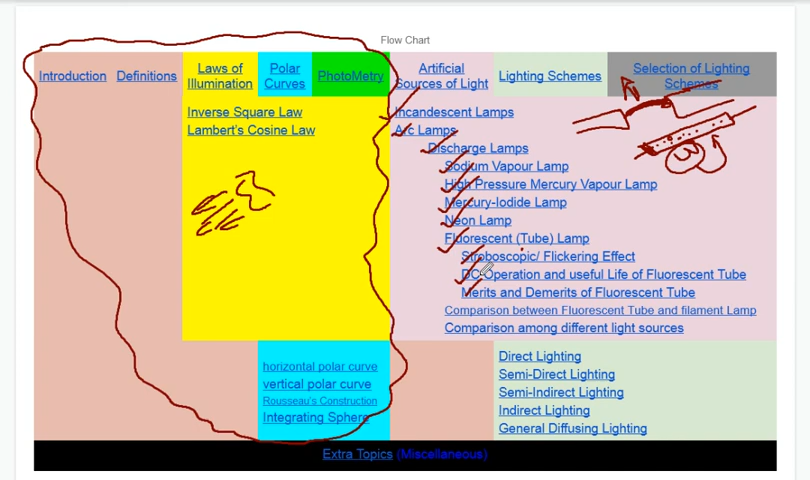 Flow Chart
Introduction
Definitions
Laws of
Illumination
Polar
Curves
PhotoMetry
Artificial
Sources of Light
Lighting Schemes
Selection of Lighting
Schemes
Inverse Square Law
Lambert's Cosine Law
Incandescent Lamps
Arc Lamps
Discharge Lamps
Sodium Vapour Lamp
High Pressure Mercury Vapour Lamp
Mercury-Iodide Lamp
Neon Lamp
Fluorescent (Tube) Lamp
Stroboscopic/ Flickering Effect
DC Operation and useful Life of Fluorescent Tube
Merits and Demerits of Fluorescent Tube
Comparison between Fluorescent Tube and filament Lamp
Comparison among different light sources
horizontal polar curve
vertical polar curve
Rousseau's Construction
Integrating Sphere
Direct Lighting
Semi-Direct Lighting
Semi-Indirect Lighting
Indirect Lighting
General Diffusing Lighting
Extra Topics (Miscellaneous)